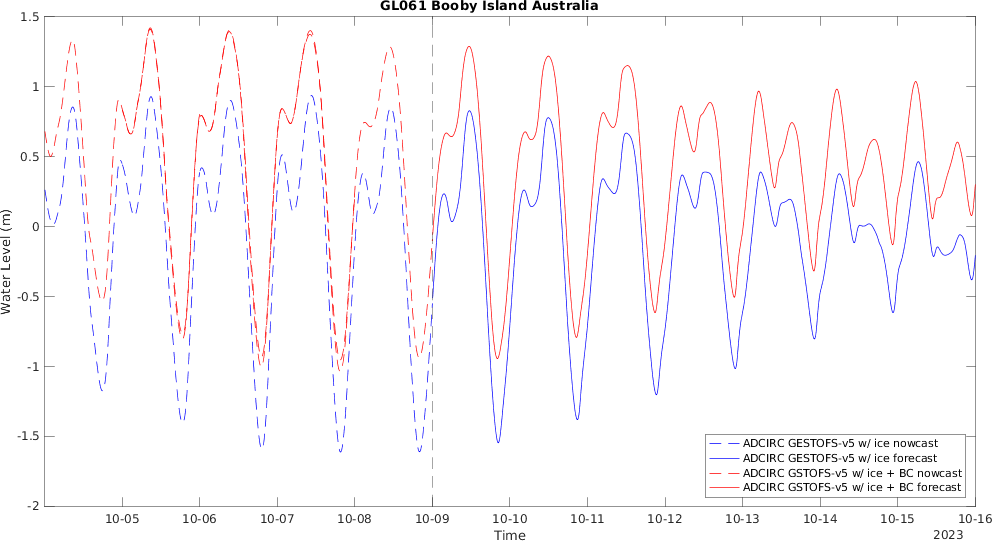 GL061 Booby Island Australia
Water Level (m)
1.5
1
0.5
0
-0.5
-1
-1.5
-2
10-05 10-06 10-07 10-08 10-09 10-10 10-11 10-12 10-13 10-14 10-15 10-16
Time
2023
ADCIRC GESTOFS-v5 w/ ice nowcast
ADCIRC GESTOFS-v5 w/ ice forecast
ADCIRC GSTOFS-v5 w/ ice + BC nowcast
ADCIRC GSTOFS-v5 w/ ice + BC forecast